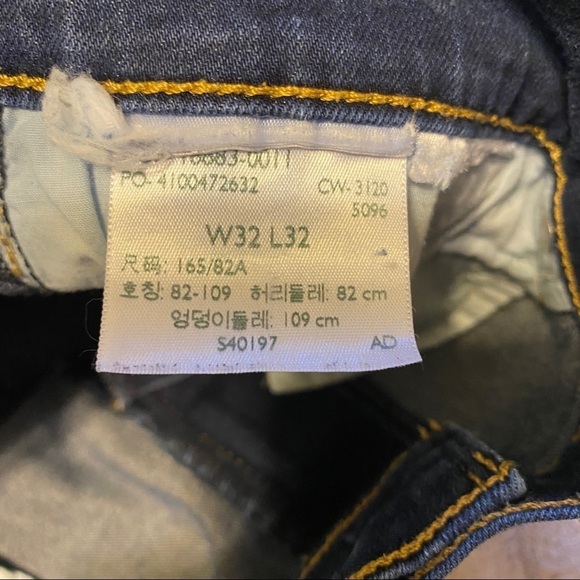 PO- 4100472632 CW-3120
5096
W32 L32
尺码: 165/82A
호칭: 82-109 허리둘레: 82 cm
엉덩이둘레: 109 cm
S40197 AD